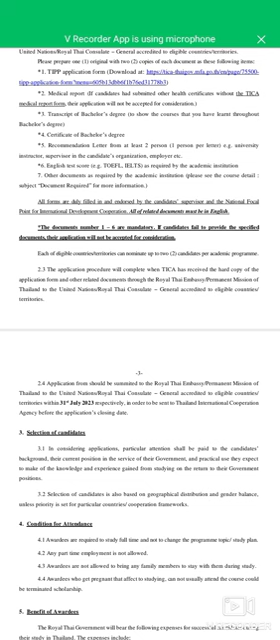 V Recorder App is using microphone
United Nations/Royal Thai Consulate – General accredited to eligible countries/territories.
Please prepare one (1) original with two (2) copies of each document as these following items:
*1. TIPP application form (Download at: https://tica-thaigov.mfa.go.th/en/page/75500-
tipp-application-form?menu=605b13dbb6f1b76ed31778b3)
*2. Medical report (If candidates had submitted other health certificates without the TICA
medical report form, their application will not be accepted for consideration.)
*3. Transcript of Bachelor's degree (to show the courses that you have learnt throughout
Bachelor's degree)
*4. Certificate of Bachelor's degree
*5. Recommendation Letter from at least 2 person (1 person per letter) e.g. university
instructor, supervisor in the candidate's organization, employer etc.
*6. English test score (e.g. TOEFL, IELTS) as required by the academic institution
7. Other documents as required by the academic institution (please see the course detail :
subject "Document Required" for more information.)
All forms are duly filled in and endorsed by the candidates' supervisor and the National Focal
Point for International Development Cooperation. All of related documents must be in English.
*The documents number 1 – 6 are mandatory. If candidates fail to provide the specified
documents, their application will not be accepted for consideration.
Each of eligible countries/territories can nominate up to two (2) candidates per academic programme.
2.3 The application procedure will complete when TICA has received the hard copy of the
application form and other related documents through the Royal Thai Embassy/Permanent Mission of
Thailand to the United Nations/Royal Thai Consulate – General accredited to eligible countries/
territories.
-3-
2.4 Application from should be summited to the Royal Thai Embassy/Permanent Mission of
Thailand to the United Nations/Royal Thai Consulate – General accredited to eligible countries/
territories within 31st July 2023 respectively, in order to be sent to Thailand International Cooperation
Agency before the application's closing date.
3. Selection of candidates
3.1 In considering applications, particular attention shall be paid to the candidates'
background, their current position in the service of their Government, and practical use they expect
to make of the knowledge and experience gained from studying on the return to their Government
positions.
3.2 Selection of candidates is also based on geographical distribution and gender balance,
unless priority is set for particular countries' cooperation frameworks.
4. Condition for Attendance
4.1 Awardees are required to study full time and not to change the programme topic/ study plan.
4.2 Any part time employment is not allowed.
4.3 Awardees are not allowed to being any family members to stay with them during study.
4.4 Awardees who get pregnant that affect to studying, can not usually attend the course could
be terminated scholarship.
5. Benefit of Awardees
The Royal Thai Government will bear the following expenses for
their study in Thailand. The expenses include: